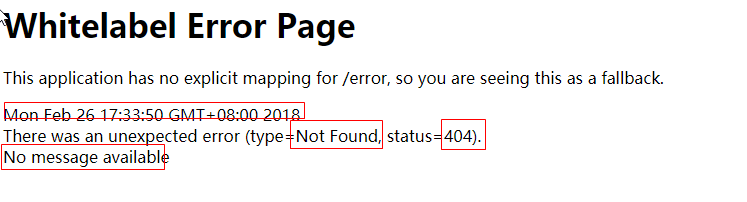 Whitelabel Error Page
This application has no explicit mapping for /error, so you are seeing this as a fallback.
Mon Feb 26 17:33:50 GMT+08:00 2018
There was an unexpected error (type=Not Found, status=404).
No message available